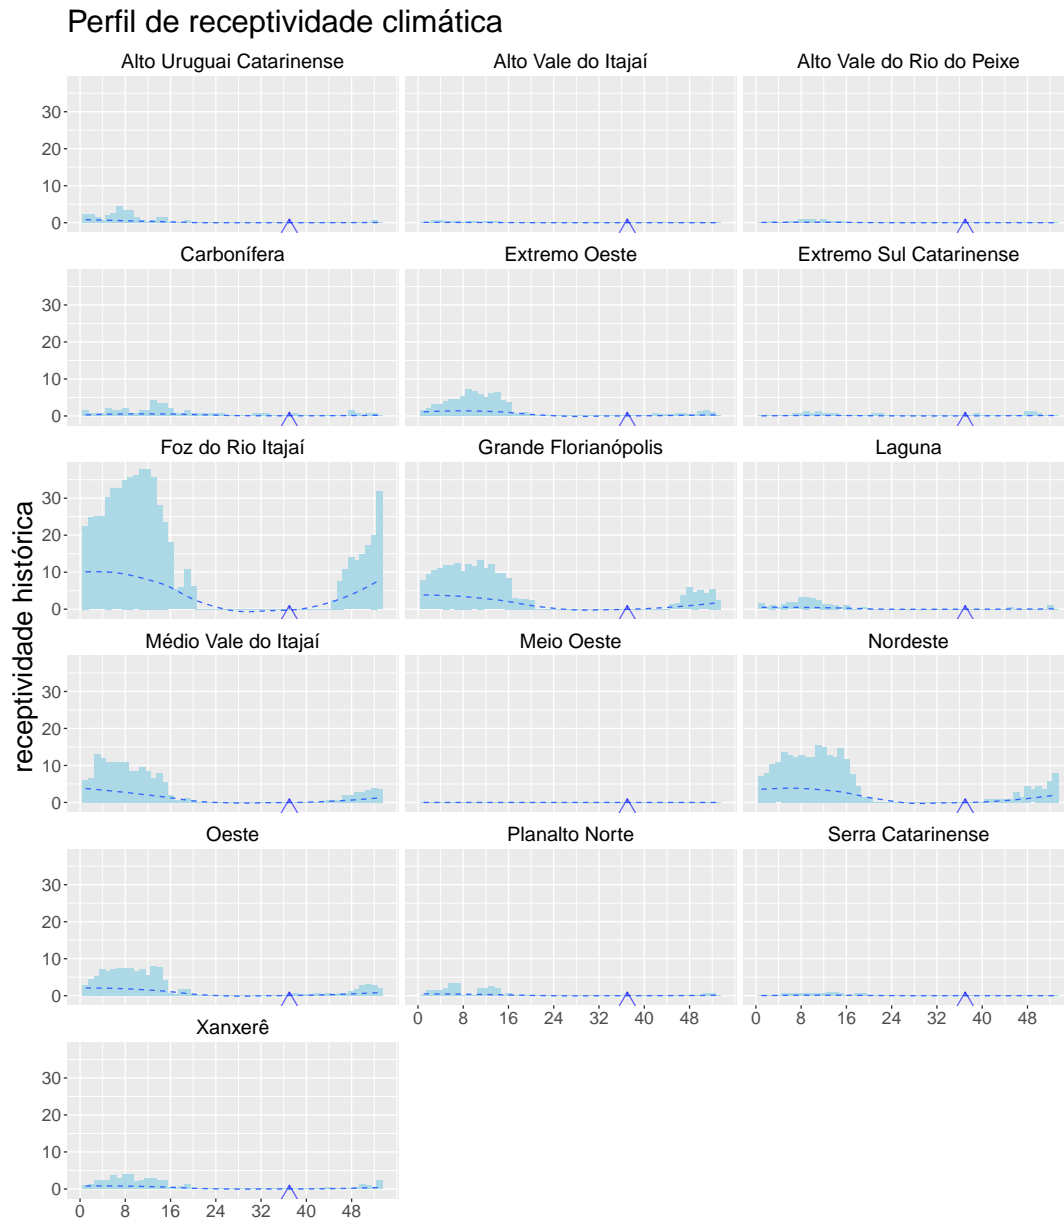 Perfil de receptividade climática
Alto Uruguai Catarinense
Alto Vale do Itajaí
Alto Vale do Rio do Peixe
30
20
10
0
Carbonífera
Extremo Oeste
Extremo Sul Catarinense
30
20
10
0
Foz do Rio Itajaí
Grande Florianópolis
Laguna
30
20
10
0
receptividade histórica
Médio Vale do Itajaí
Meio Oeste
Nordeste
30
20
10
0
Oeste
Planalto Norte
Serra Catarinense
30
20
10
0
0 8 16 24 32 40 48
0 8 16 24 32 40 48
Xanxerê
30
20
10
0
0 8 16 24 32 40 48